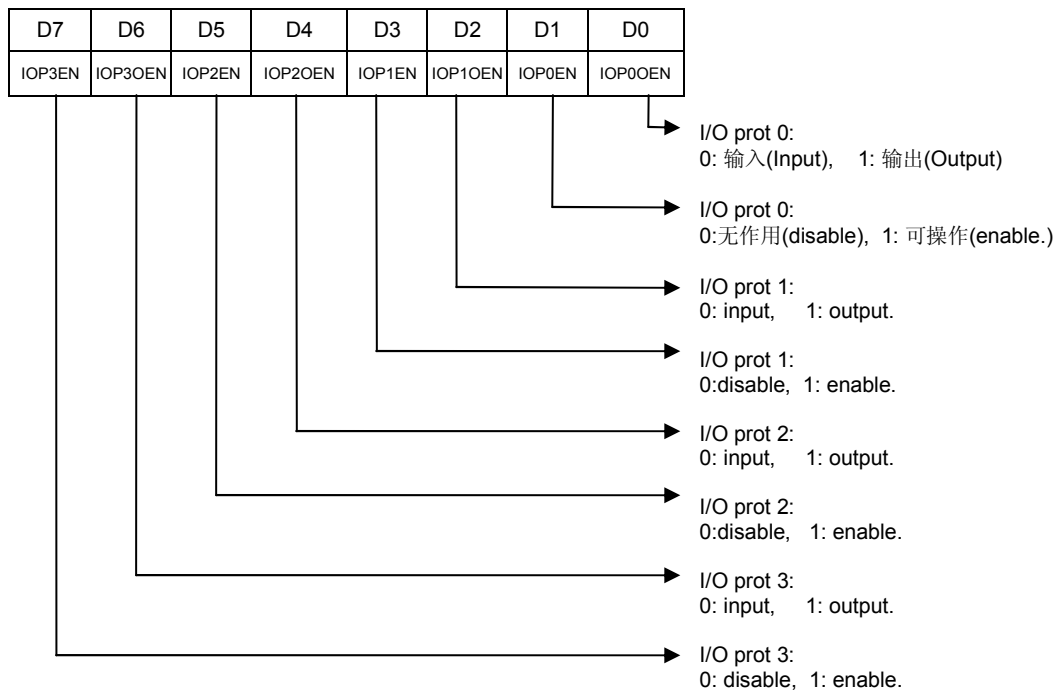 D7 D6 D5 D4 D3 D2 D1 D0
IOP3EN IOP3OEN IOP2EN IOP2OEN IOP1EN IOP1OEN IOP0EN IOP0OEN
I/O prot 0:
0: 输入(Input), 1: 输出(Output)
I/O prot 0:
0:无作用(disable), 1: 可操作(enable.)
I/O prot 1:
0: input, 1: output.
I/O prot 1:
0:disable, 1: enable.
I/O prot 2:
0: input, 1: output.
I/O prot 2:
0:disable, 1: enable.
I/O prot 3:
0: input, 1: output.
I/O prot 3:
0: disable, 1: enable.